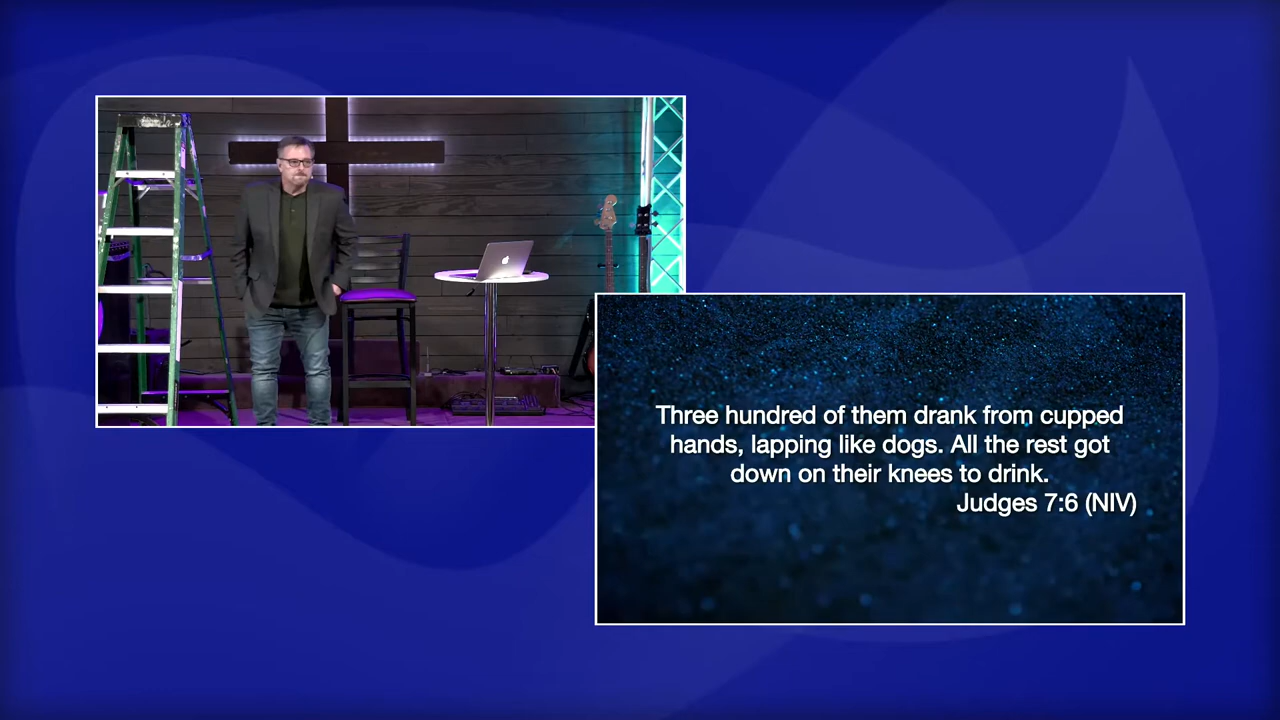 Three hundred of them drank from cupped
hands, lapping like dogs. All the rest got
down on their knees to drink.
Judges 7:6 (NIV)